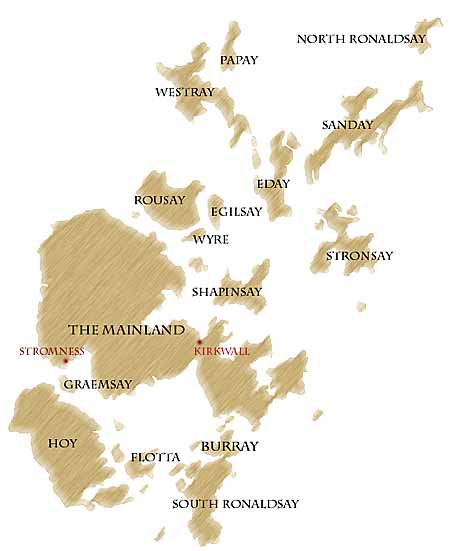 NORTH RONALDSAY
PAPAY
WESTRAY
SANDAY
EDAY
ROUSAY
EGILSAY
WYRE
STRONSAY
SHAPINSAY
THE MAINLAND
STROMNESS
KIRKWALL
GRAEMSAY
HOY
BURRAY
FLOTTA
SOUTH RONALDSAY